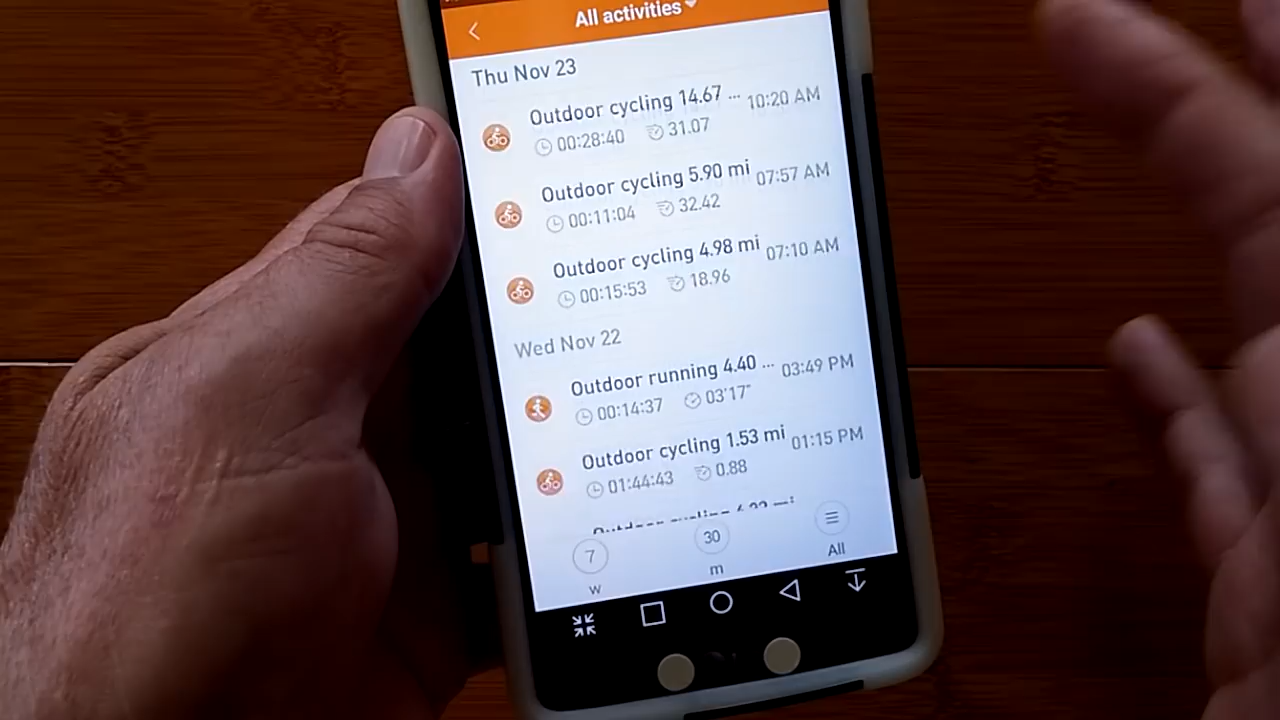 All activities
Thu Nov 23
Outdoor cycling 14.67 ... 10:20 AM
00:28:40 31.07
Outdoor cycling 5.90 mi 07:57 AM
00:11:04 32.42
Outdoor cycling 4.98 mi 07:10 AM
00:15:53 18.96
Wed Nov 22
Outdoor running 4.40 ... 03:49 PM
00:14:37 03'17"
Outdoor cycling 1.53 mi 01:15 PM
01:44:43 0.88
7 30
w m All